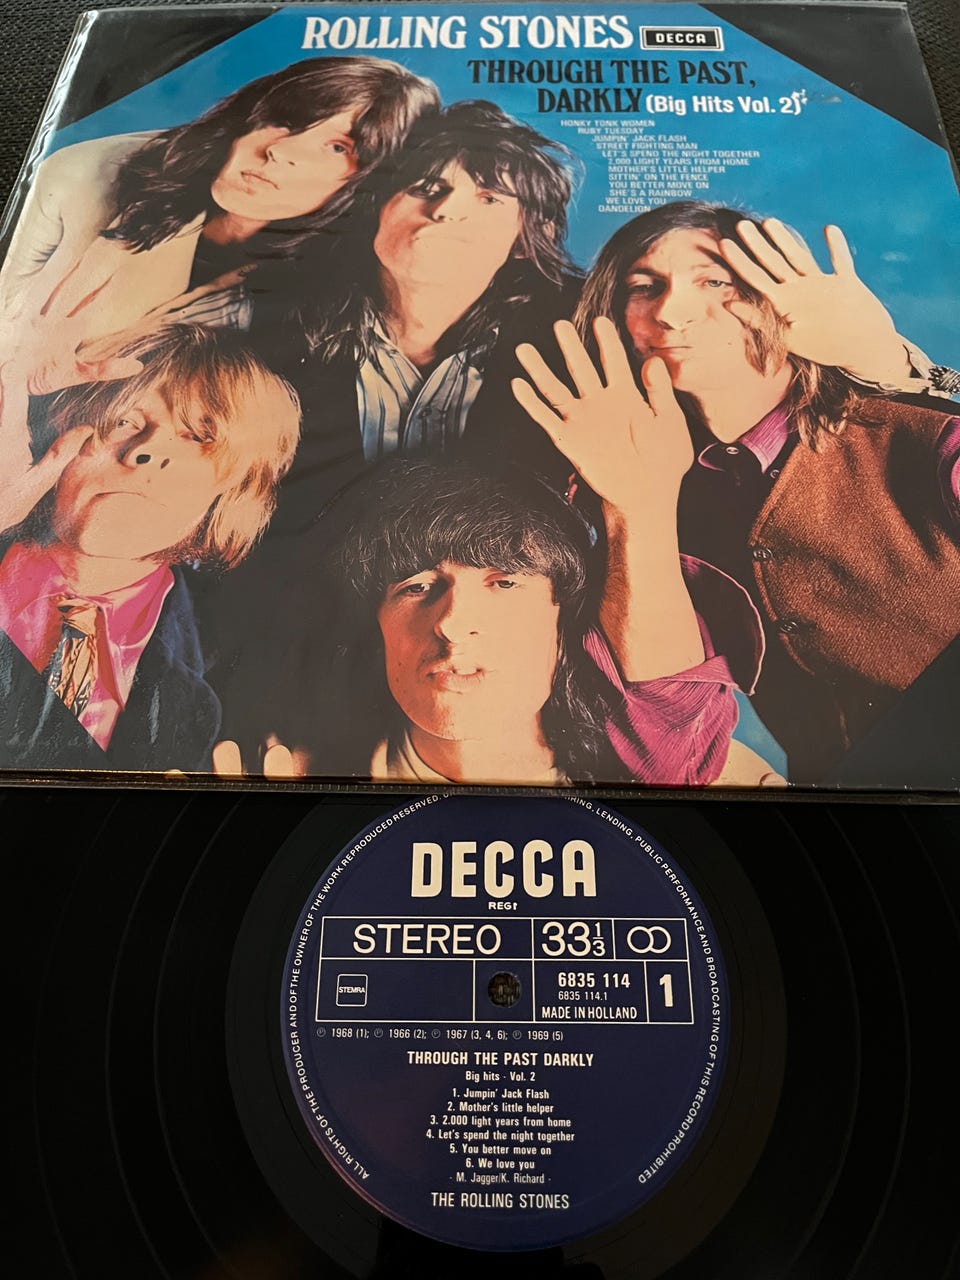 ROLLING STONES DECCA
THROUGH THE PAST,
DARKLY (Big Hits Vol. 2)
HONKY TONK WOMEN
RUBY TUESDAY
JUMPIN' JACK FLASH
STREET FIGHTING MAN
LET'S SPEND THE NIGHT TOGETHER
2,000 LIGHT YEARS FROM HOME
MOTHER'S LITTLE HELPER
SITTIN' ON THE FENCE
YOU BETTER MOVE ON
SHE'S A RAINBOW
WE LOVE YOU
DANDELION
ALL RIGHTS OF THE PRODUCER AND OF THE OWNER OF THE WORK REPRODUCED RESERVED. LENDING, PUBLIC PERFORMANCE AND BROADCASTING OF THIS RECORD PROHIBITED
DECCA
REGt
STEREO 33 1/3
STEMRA
6835 114
6835 114.1
MADE IN HOLLAND
1
℗ 1968 (1); ℗ 1966 (2); ℗ 1967 (3, 4, 6); ℗ 1969 (5)
THROUGH THE PAST DARKLY
Big hits - Vol. 2
1. Jumpin' Jack Flash
2. Mother's little helper
3. 2.000 light years from home
4. Let's spend the night together
5. You better move on
6. We love you
- M. Jagger/K. Richard -
THE ROLLING STONES